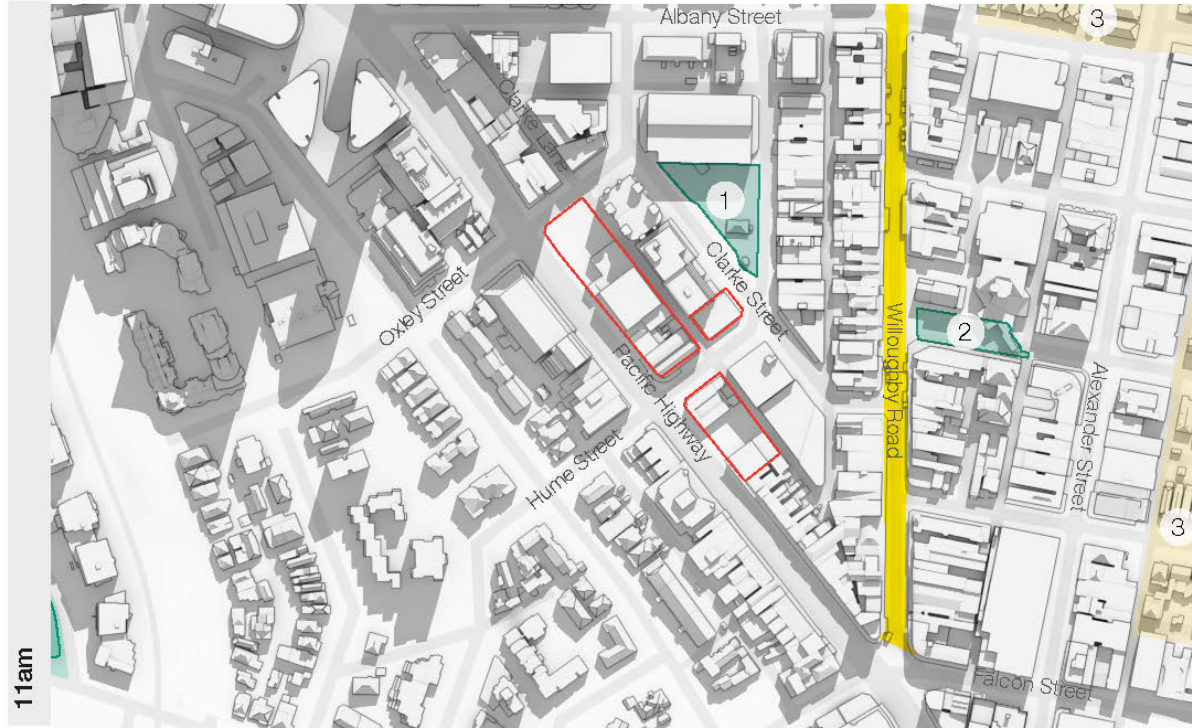 Albany Street
3
Clarke Lane
1
Clarke Street
Oxley Street
Willoughby Road
2
Pacific Highway
Alexander Street
Hume Street
3
11am
Falcon Street